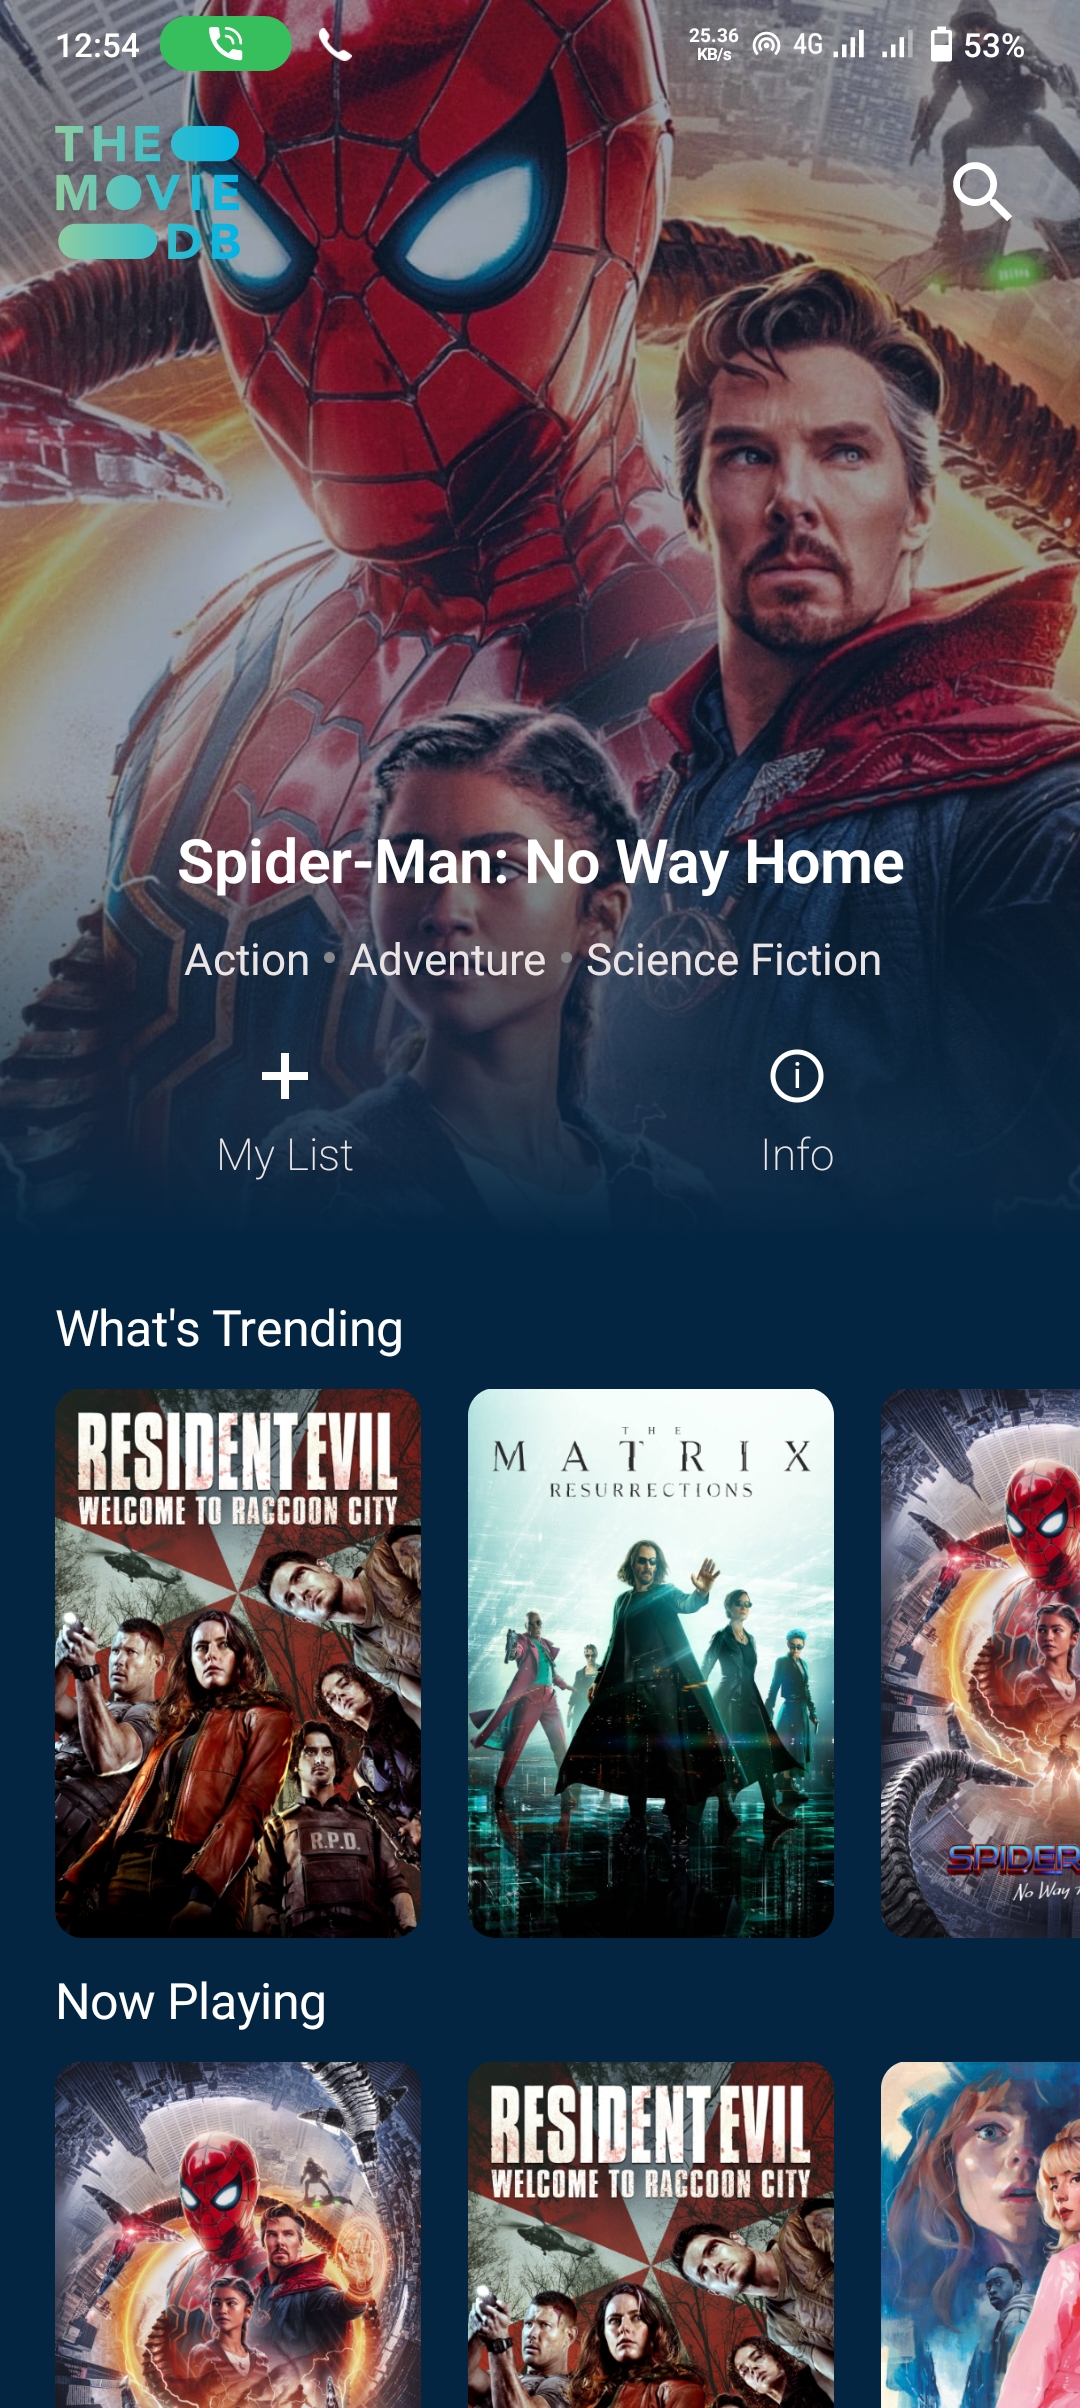 12:54
25.36
KB/s
4G
53%
THE
MOVIE
DB
Spider-Man: No Way Home
Action • Adventure • Science Fiction
My List
Info
What's Trending
RESIDENT EVIL
WELCOME TO RACCOON CITY
R.P.D.
THE
MATRIX
RESURRECTIONS
SPIDER
No Way
Now Playing
RESIDENT EVIL
WELCOME TO RACCOON CITY